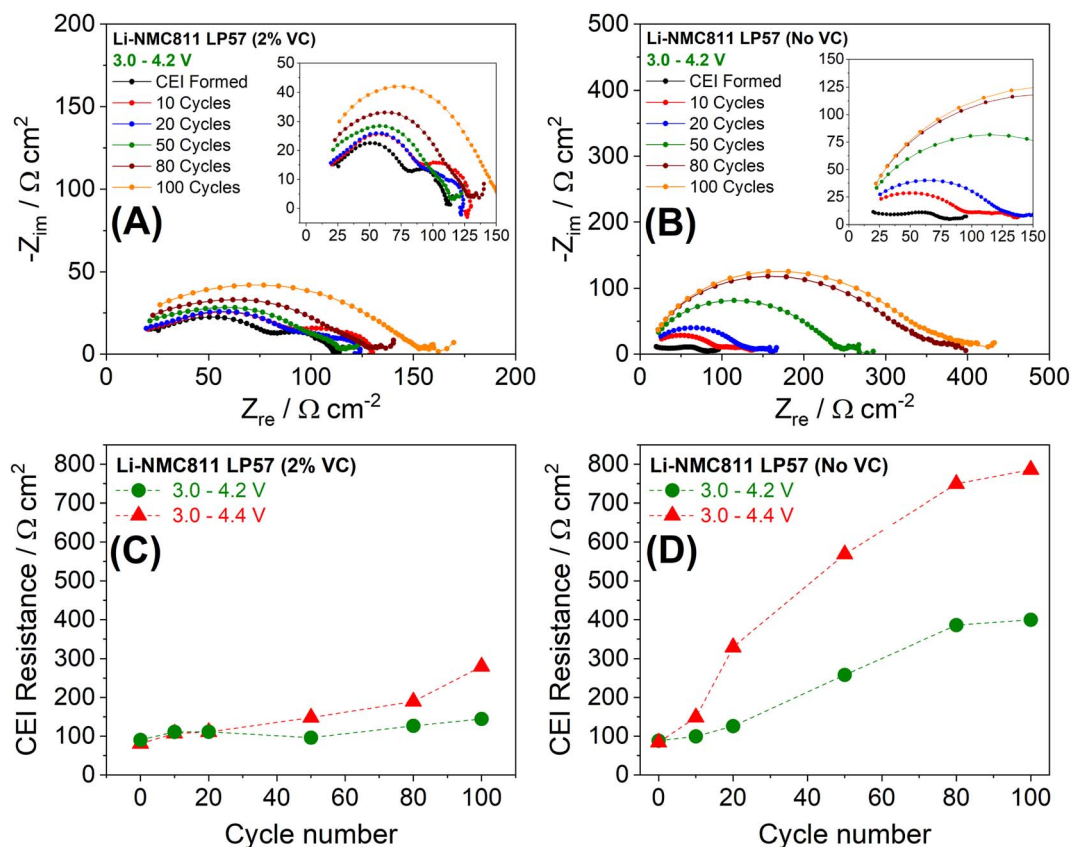 200
150
100
50
0
0
50
100
150
200
-Z_im / Ω cm²
Z_re / Ω cm⁻²
Li-NMC811 LP57 (2% VC)
3.0 - 4.2 V
CEI Formed
10 Cycles
20 Cycles
50 Cycles
80 Cycles
100 Cycles
(A)
50
40
30
20
10
0
0
25
50
75
100
125
150
500
400
300
200
100
0
0
100
200
300
400
500
-Z_im / Ω cm²
Z_re / Ω cm⁻²
Li-NMC811 LP57 (No VC)
3.0 - 4.2 V
CEI Formed
10 Cycles
20 Cycles
50 Cycles
80 Cycles
100 Cycles
(B)
150
125
100
75
50
25
0
0
25
50
75
100
125
150
800
700
600
500
400
300
200
100
0
0
20
40
60
80
100
CEI Resistance / Ω cm²
Cycle number
Li-NMC811 LP57 (2% VC)
3.0 - 4.2 V
3.0 - 4.4 V
(C)
800
700
600
500
400
300
200
100
0
0
20
40
60
80
100
CEI Resistance / Ω cm²
Cycle number
Li-NMC811 LP57 (No VC)
3.0 - 4.2 V
3.0 - 4.4 V
(D)